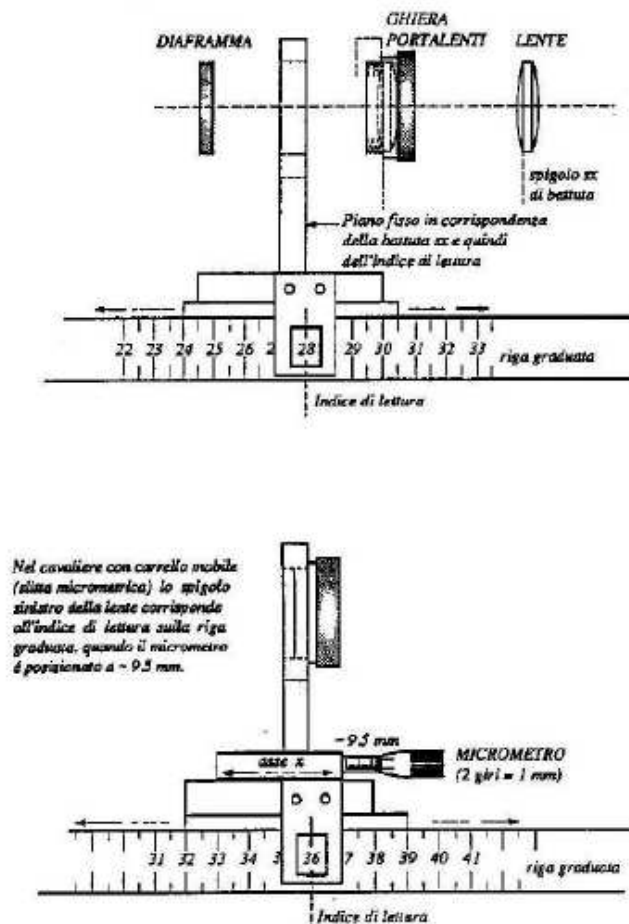 DIAFRAMMA
GHIERA
PORTALENTI
LENTE
spigolo sx
di battuta
Piano fisso in corrispondenza
della battuta sx e quindi
dell'indice di lettura
22 23 24 25 26 2 28 29 30 31 32 33 riga graduata
Indice di lettura
Nel cavaliere con carrello mobile
(slitta micrometrica) lo spigolo
sinistro della lente corrisponde
all'indice di lettura sulla riga
graduata, quando il micrometro
é posizionato a ~ 9.5 mm.
~9.5 mm
asse x
MICROMETRO
(2 giri = 1 mm)
31 32 33 34 3 36 7 38 39 40 41 riga graduata
Indice di lettura